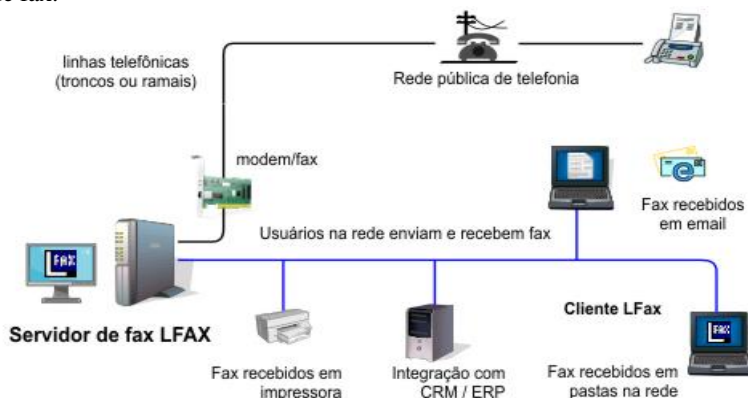 linhas telefônicas
(troncos ou ramais)
Rede pública de telefonia
modem/fax
Fax recebidos
em email
Usuários na rede enviam e recebem fax
FAX
Servidor de fax LFAX
Cliente LFax
FAX
Fax recebidos em
impressora
Integração com
CRM / ERP
Fax recebidos em
pastas na rede